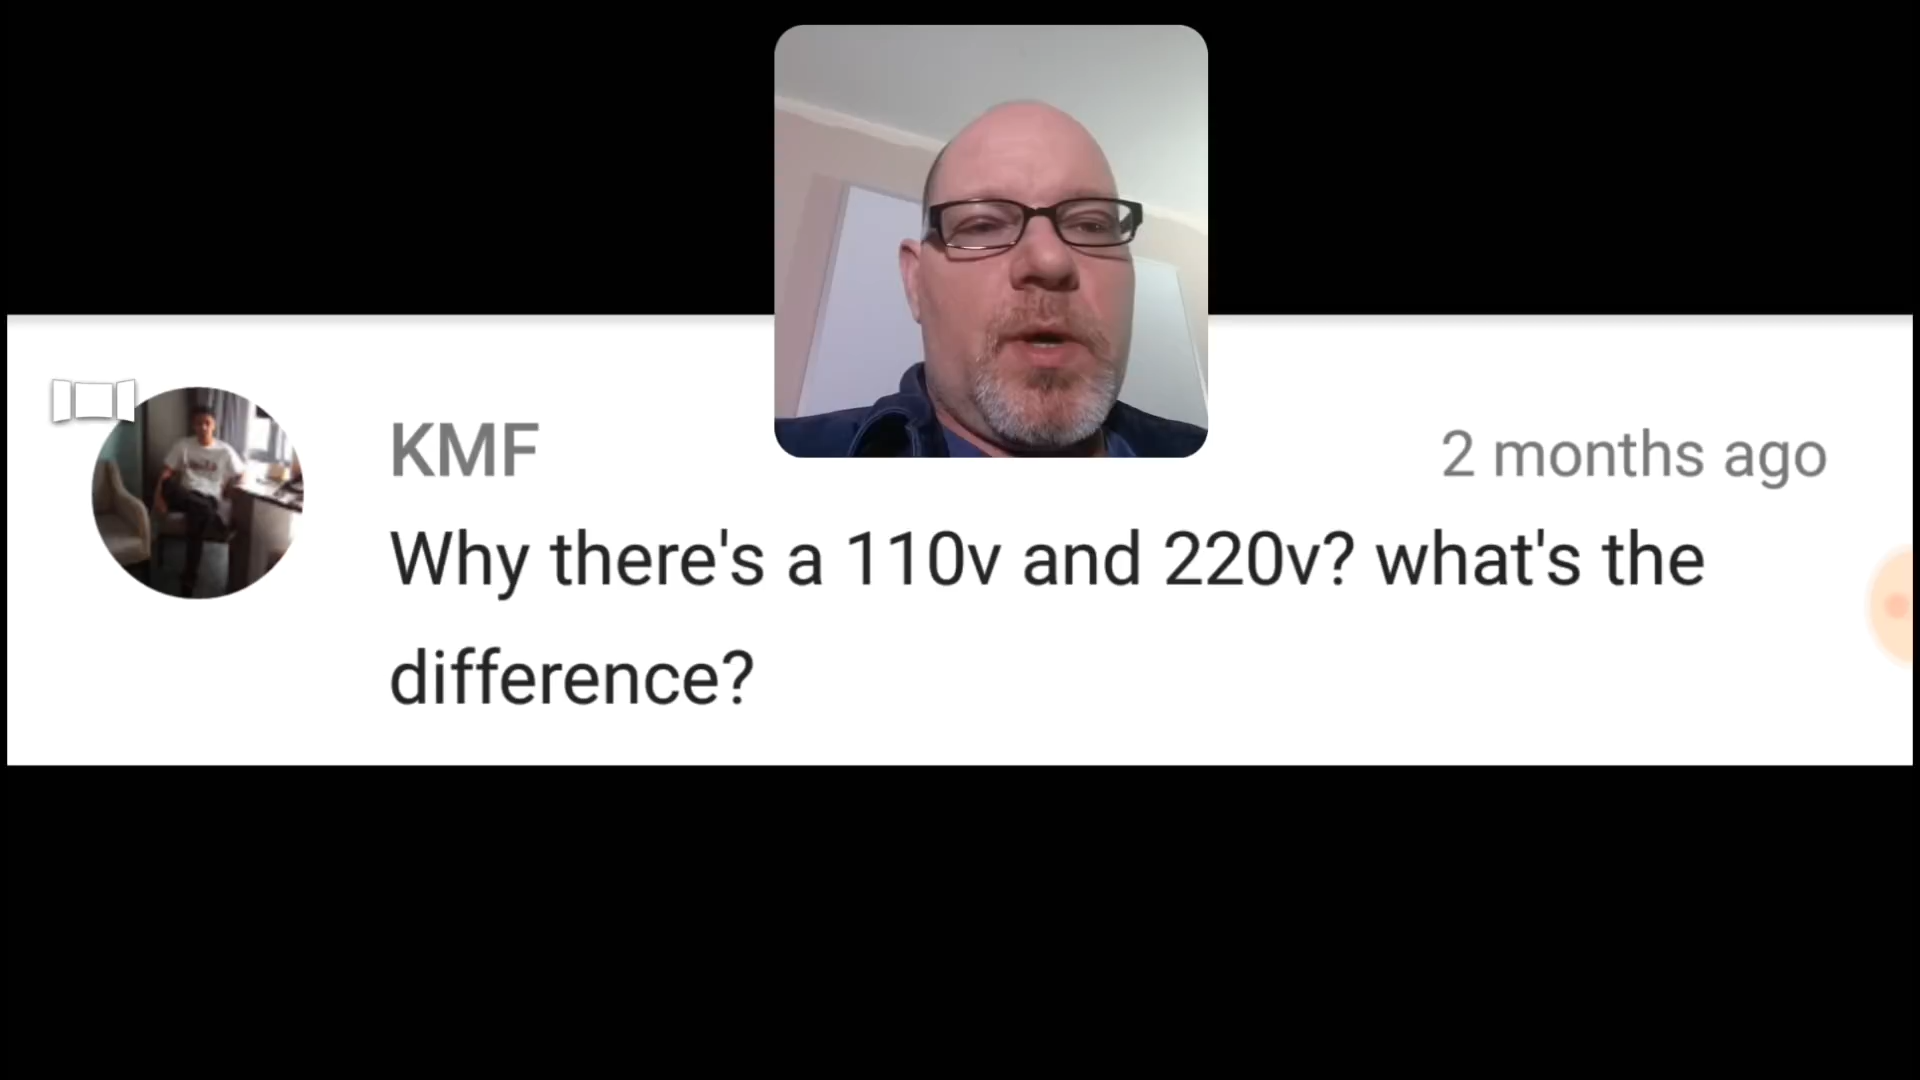 KMF
2 months ago
Why there's a 110v and 220v? what's the
difference?